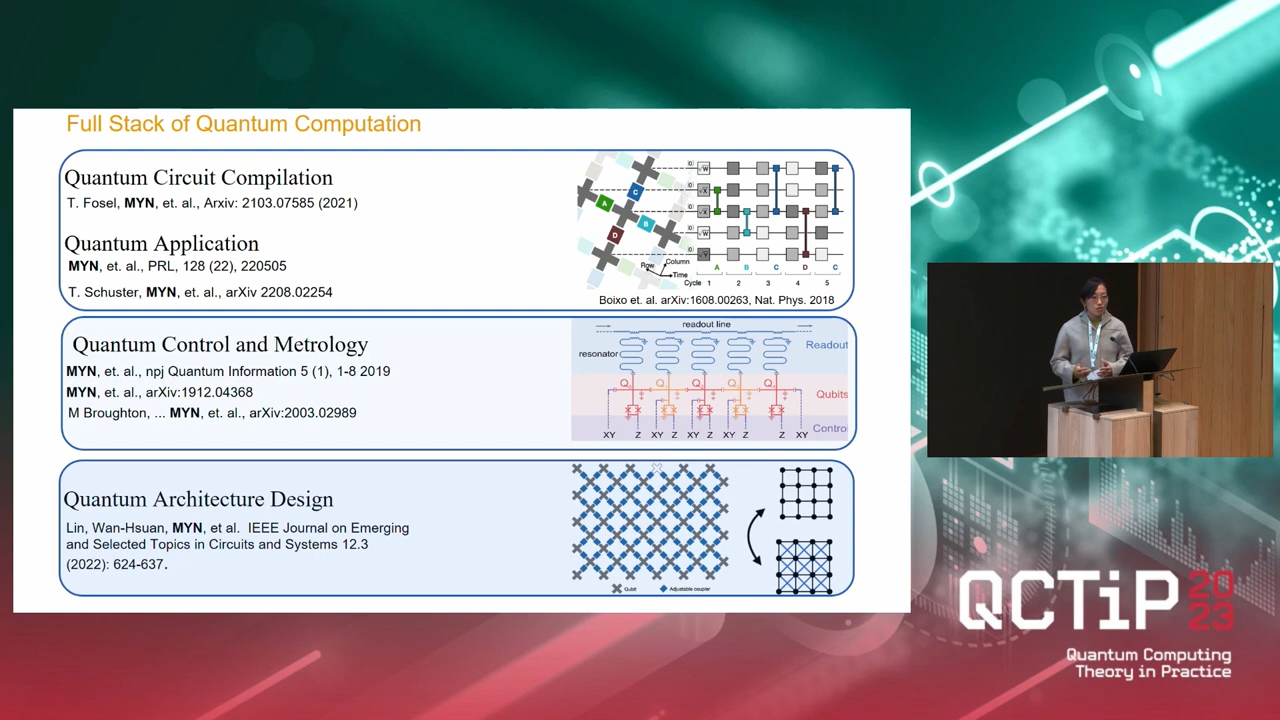 Full Stack of Quantum Computation
Quantum Circuit Compilation
T. Fosel, MYN, et. al., Arxiv: 2103.07585 (2021)
Quantum Application
MYN, et. al., PRL, 128 (22), 220505
T. Schuster, MYN, et. al., arXiv 2208.02254
A
B
C
D
Row
Column
Time
Cycle 1 2 3 4 5
A B C D C
Boixo et. al. arXiv:1608.00263, Nat. Phys. 2018
Quantum Control and Metrology
MYN, et. al., npj Quantum Information 5 (1), 1-8 2019
MYN, et. al., arXiv:1912.04368
M Broughton, ... MYN, et. al., arXiv:2003.02989
readout line
resonator
Readout
Qubits
Control
Q Q Q Q Q
XY Z XY Z XY Z XY Z Z XY
Quantum Architecture Design
Lin, Wan-Hsuan, MYN, et al. IEEE Journal on Emerging
and Selected Topics in Circuits and Systems 12.3
(2022): 624-637.
Qubit
Adjustable coupler
QCTiP 20
23
Quantum Computing
Theory in Practice